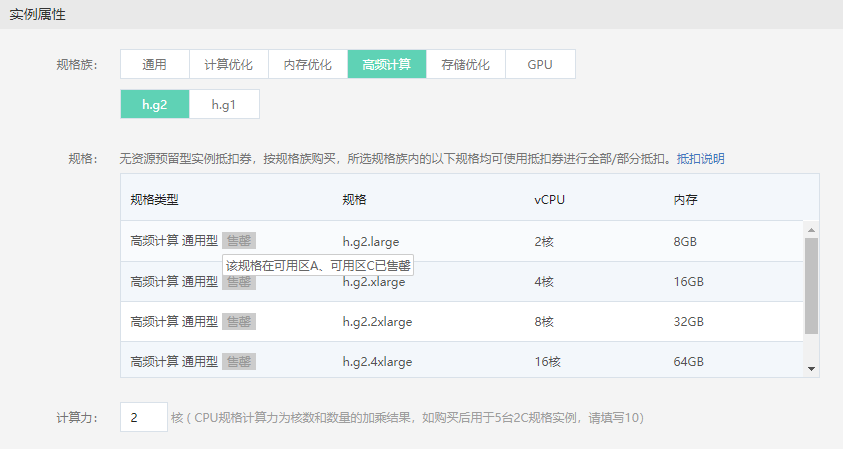 实例属性
规格族： 通用 计算优化 内存优化 高频计算 存储优化 GPU
h.g2 h.g1
规格： 无资源预留型实例抵扣券，按规格族购买，所选规格族内的以下规格均可使用抵扣券进行全部/部分抵扣。抵扣说明
规格类型 规格 vCPU 内存
高频计算 通用型 售罄 h.g2.large 2核 8GB
该规格在可用区A、可用区C已售罄
高频计算 通用型 售罄 h.g2.xlarge 4核 16GB
高频计算 通用型 售罄 h.g2.2xlarge 8核 32GB
高频计算 通用型 售罄 h.g2.4xlarge 16核 64GB
计算力： 2 核（CPU规格计算力为核数和数量的加乘结果，如购买后用于5台2C规格实例，请填写10）